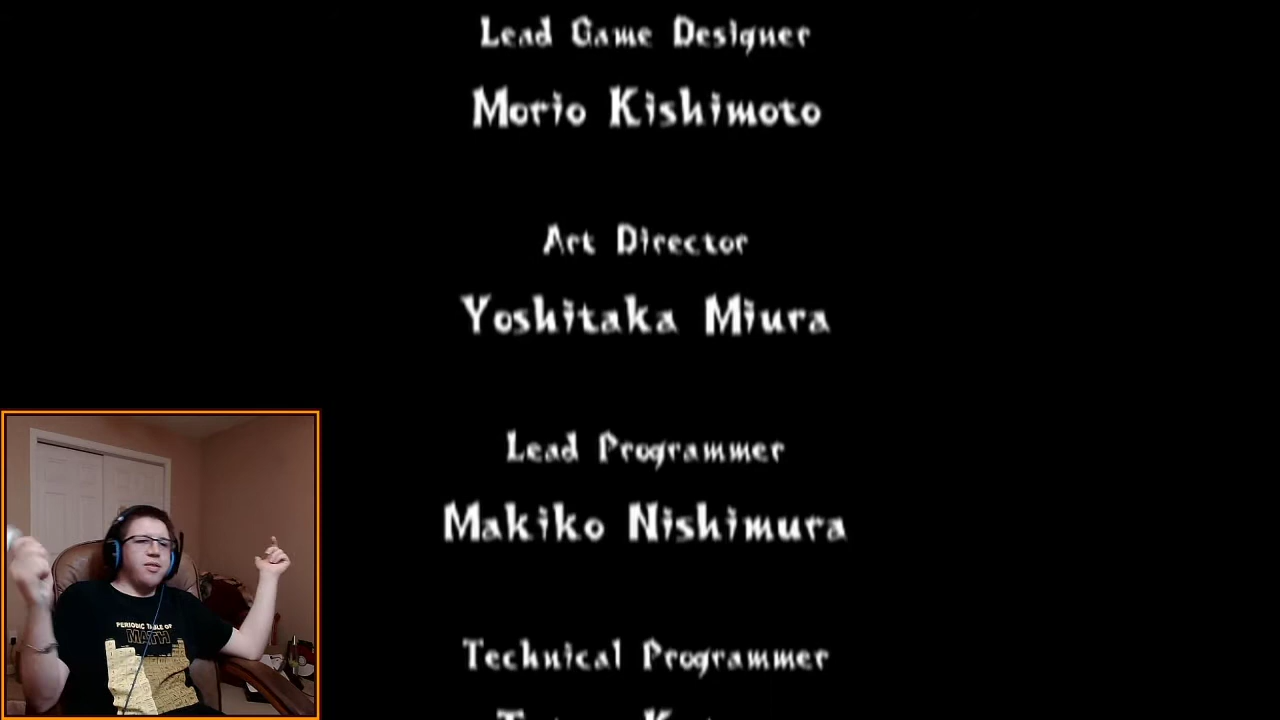 Lead Game Designer
Morio Kishimoto
Art Director
Yoshitaka Miura
Lead Programmer
Makiko Nishimura
Technical Programmer
PERIODIC TABLE OF
MATH